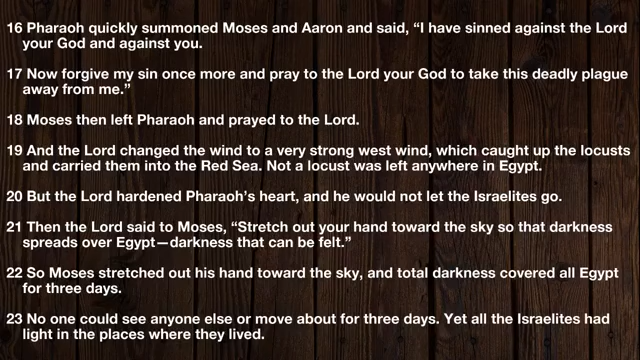 16 Pharaoh quickly summoned Moses and Aaron and said, “I have sinned against the Lord
your God and against you.
17 Now forgive my sin once more and pray to the Lord your God to take this deadly plague
away from me.”
18 Moses then left Pharaoh and prayed to the Lord.
19 And the Lord changed the wind to a very strong west wind, which caught up the locusts
and carried them into the Red Sea. Not a locust was left anywhere in Egypt.
20 But the Lord hardened Pharaoh’s heart, and he would not let the Israelites go.
21 Then the Lord said to Moses, “Stretch out your hand toward the sky so that darkness
spreads over Egypt—darkness that can be felt.”
22 So Moses stretched out his hand toward the sky, and total darkness covered all Egypt
for three days.
23 No one could see anyone else or move about for three days. Yet all the Israelites had
light in the places where they lived.